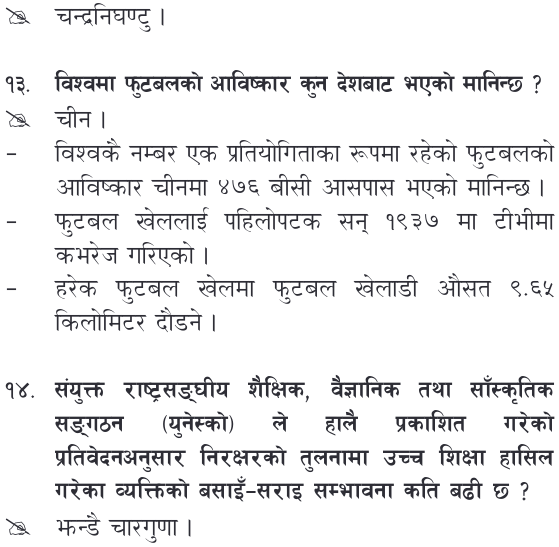 चन्द्रनिघण्टु ।
१३. विश्वमा फुटबलको आविष्कार कुन देशबाट भएको मानिन्छ ?
चीन ।
- विश्वकै नम्बर एक प्रतियोगिताका रूपमा रहेको फुटबलको
आविष्कार चीनमा ४७६ बीसी आसपास भएको मानिन्छ ।
- फुटबल खेललाई पहिलोपटक सन् १९३७ मा टीभीमा
कभरेज गरिएको ।
- हरेक फुटबल खेलमा फुटबल खेलाडी औसत ९.६५
किलोमिटर दौडने ।
१४. संयुक्त राष्ट्रसङ्घीय शैक्षिक, वैज्ञानिक तथा साँस्कृतिक
सङ्गठन (युनेस्को) ले हालै प्रकाशित गरेको
प्रतिवेदनअनुसार निरक्षरको तुलनामा उच्च शिक्षा हासिल
गरेका व्यक्तिको बसाइँ-सराइ सम्भावना कति बढी छ ?
झन्डै चारगुणा ।